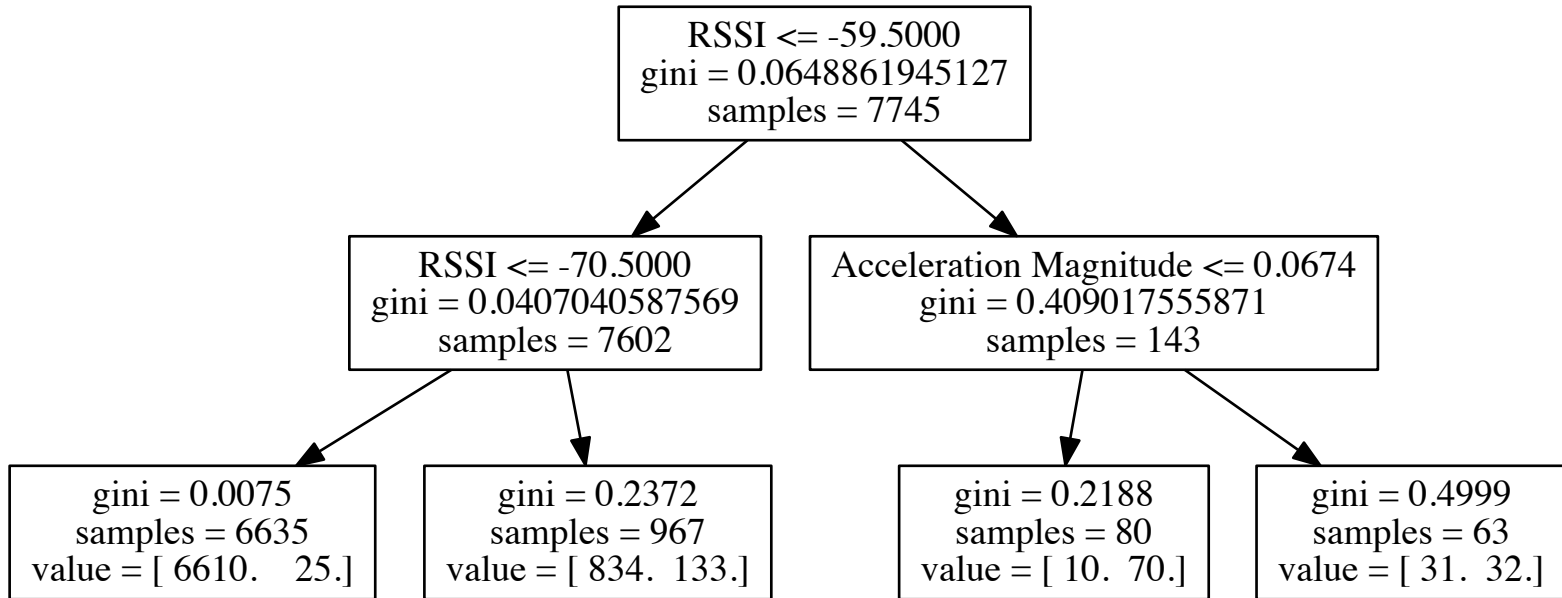 RSSI <= -59.5000
gini = 0.0648861945127
samples = 7745
RSSI <= -70.5000
gini = 0.0407040587569
samples = 7602
Acceleration Magnitude <= 0.0674
gini = 0.409017555871
samples = 143
gini = 0.0075
samples = 6635
value = [ 6610.    25.]
gini = 0.2372
samples = 967
value = [ 834.  133.]
gini = 0.2188
samples = 80
value = [ 10.  70.]
gini = 0.4999
samples = 63
value = [ 31.  32.]